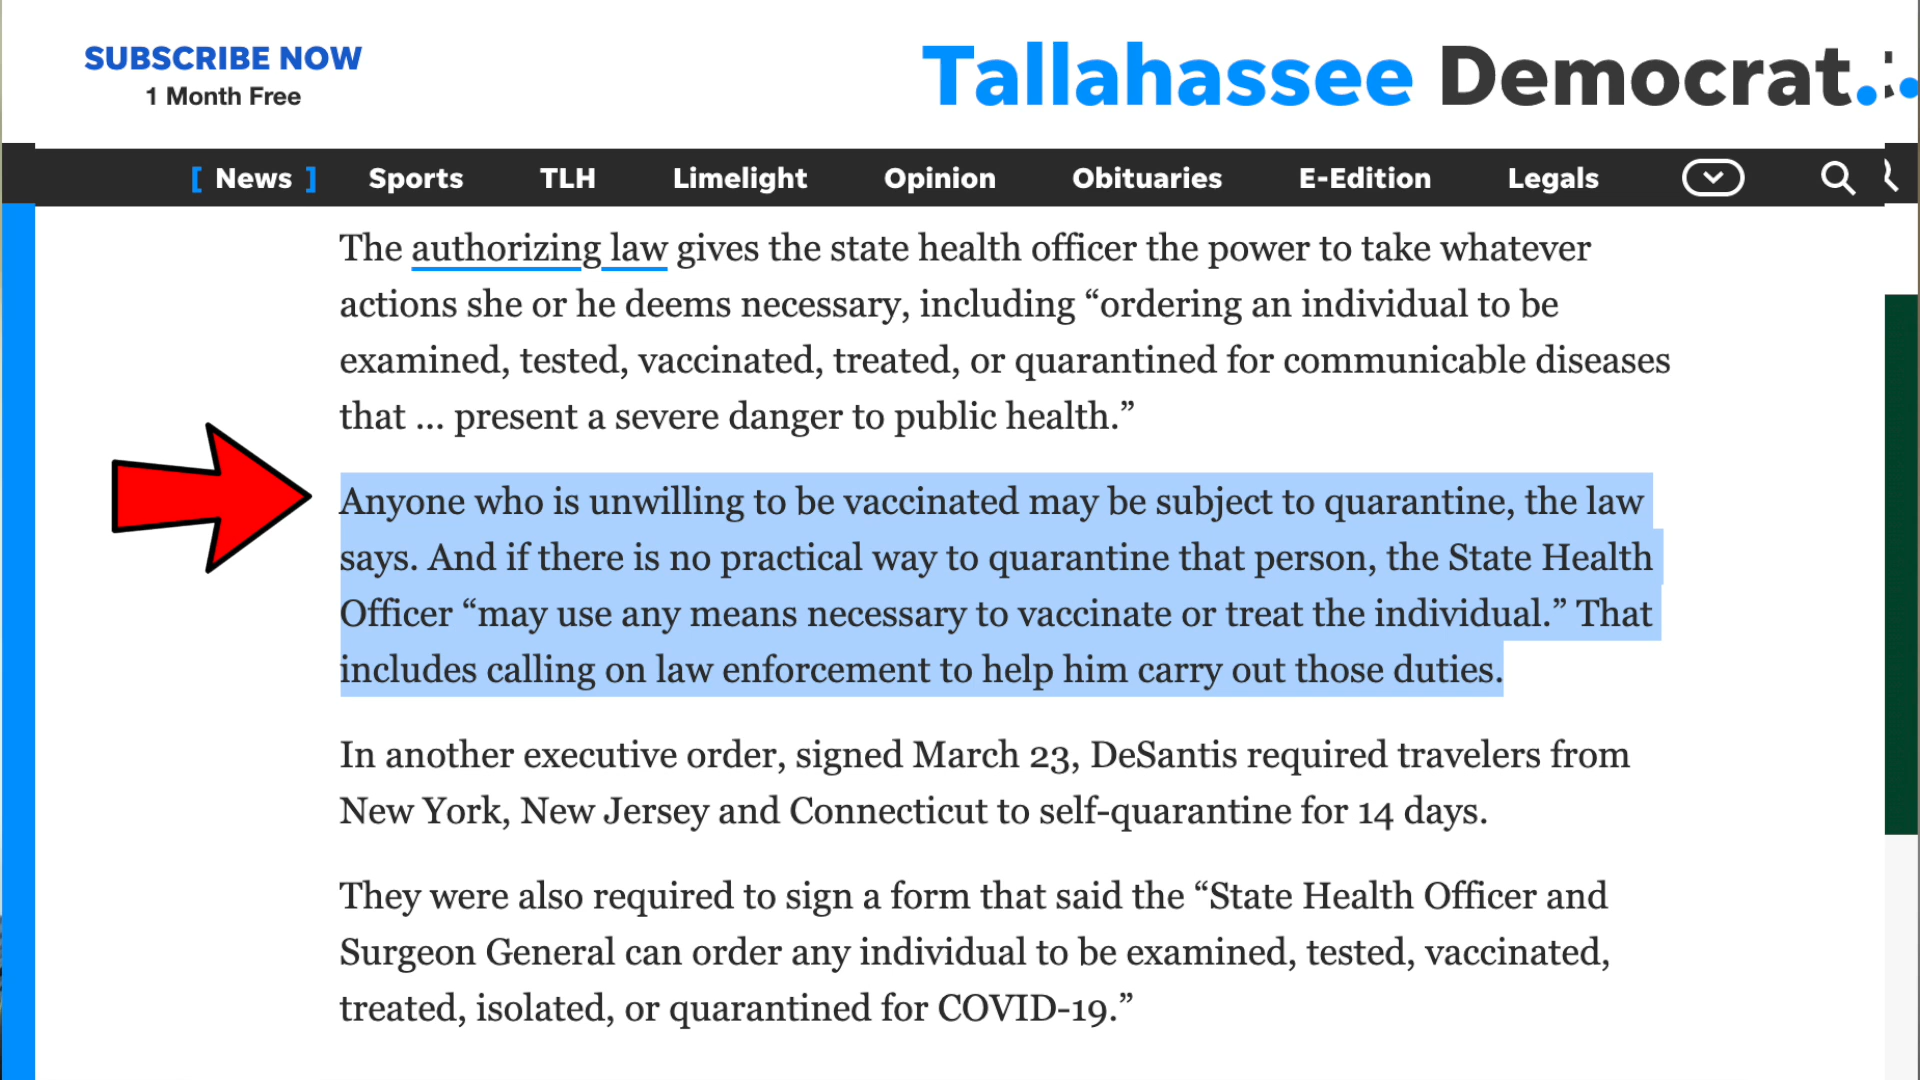 SUBSCRIBE NOW
1 Month Free
Tallahassee Democrat.
[ News ] Sports TLH Limelight Opinion Obituaries E-Edition Legals
The authorizing law gives the state health officer the power to take whatever
actions she or he deems necessary, including “ordering an individual to be
examined, tested, vaccinated, treated, or quarantined for communicable diseases
that ... present a severe danger to public health.”
Anyone who is unwilling to be vaccinated may be subject to quarantine, the law
says. And if there is no practical way to quarantine that person, the State Health
Officer “may use any means necessary to vaccinate or treat the individual.” That
includes calling on law enforcement to help him carry out those duties.
In another executive order, signed March 23, DeSantis required travelers from
New York, New Jersey and Connecticut to self-quarantine for 14 days.
They were also required to sign a form that said the “State Health Officer and
Surgeon General can order any individual to be examined, tested, vaccinated,
treated, isolated, or quarantined for COVID-19.”